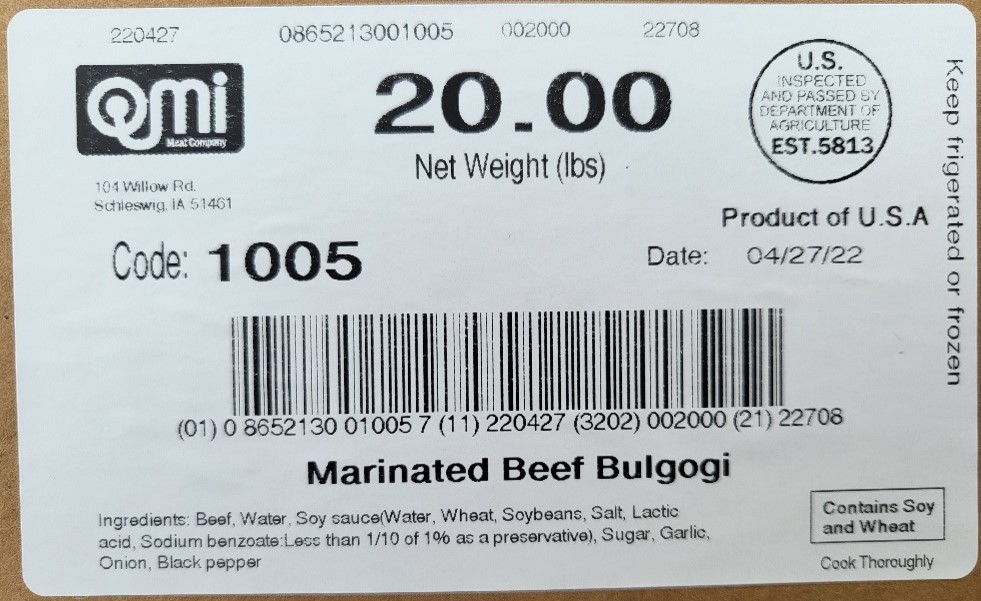 220427 0865213001005 002000 22708
Qmi
Meat Company
20.00
Net Weight (lbs)
U.S.
INSPECTED
AND PASSED BY
DEPARTMENT OF
AGRICULTURE
EST.5813
Keep frigerated or frozen
104 Willow Rd.
Schleswig, IA 51461
Product of U.S.A
Code: 1005
Date: 04/27/22
(01) 0 8652130 01005 7 (11) 220427 (3202) 002000 (21) 22708
Marinated Beef Bulgogi
Ingredients: Beef, Water, Soy sauce(Water, Wheat, Soybeans, Salt, Lactic
acid, Sodium benzoate:Less than 1/10 of 1% as a preservative), Sugar, Garlic,
Onion, Black pepper
Contains Soy
and Wheat
Cook Thoroughly